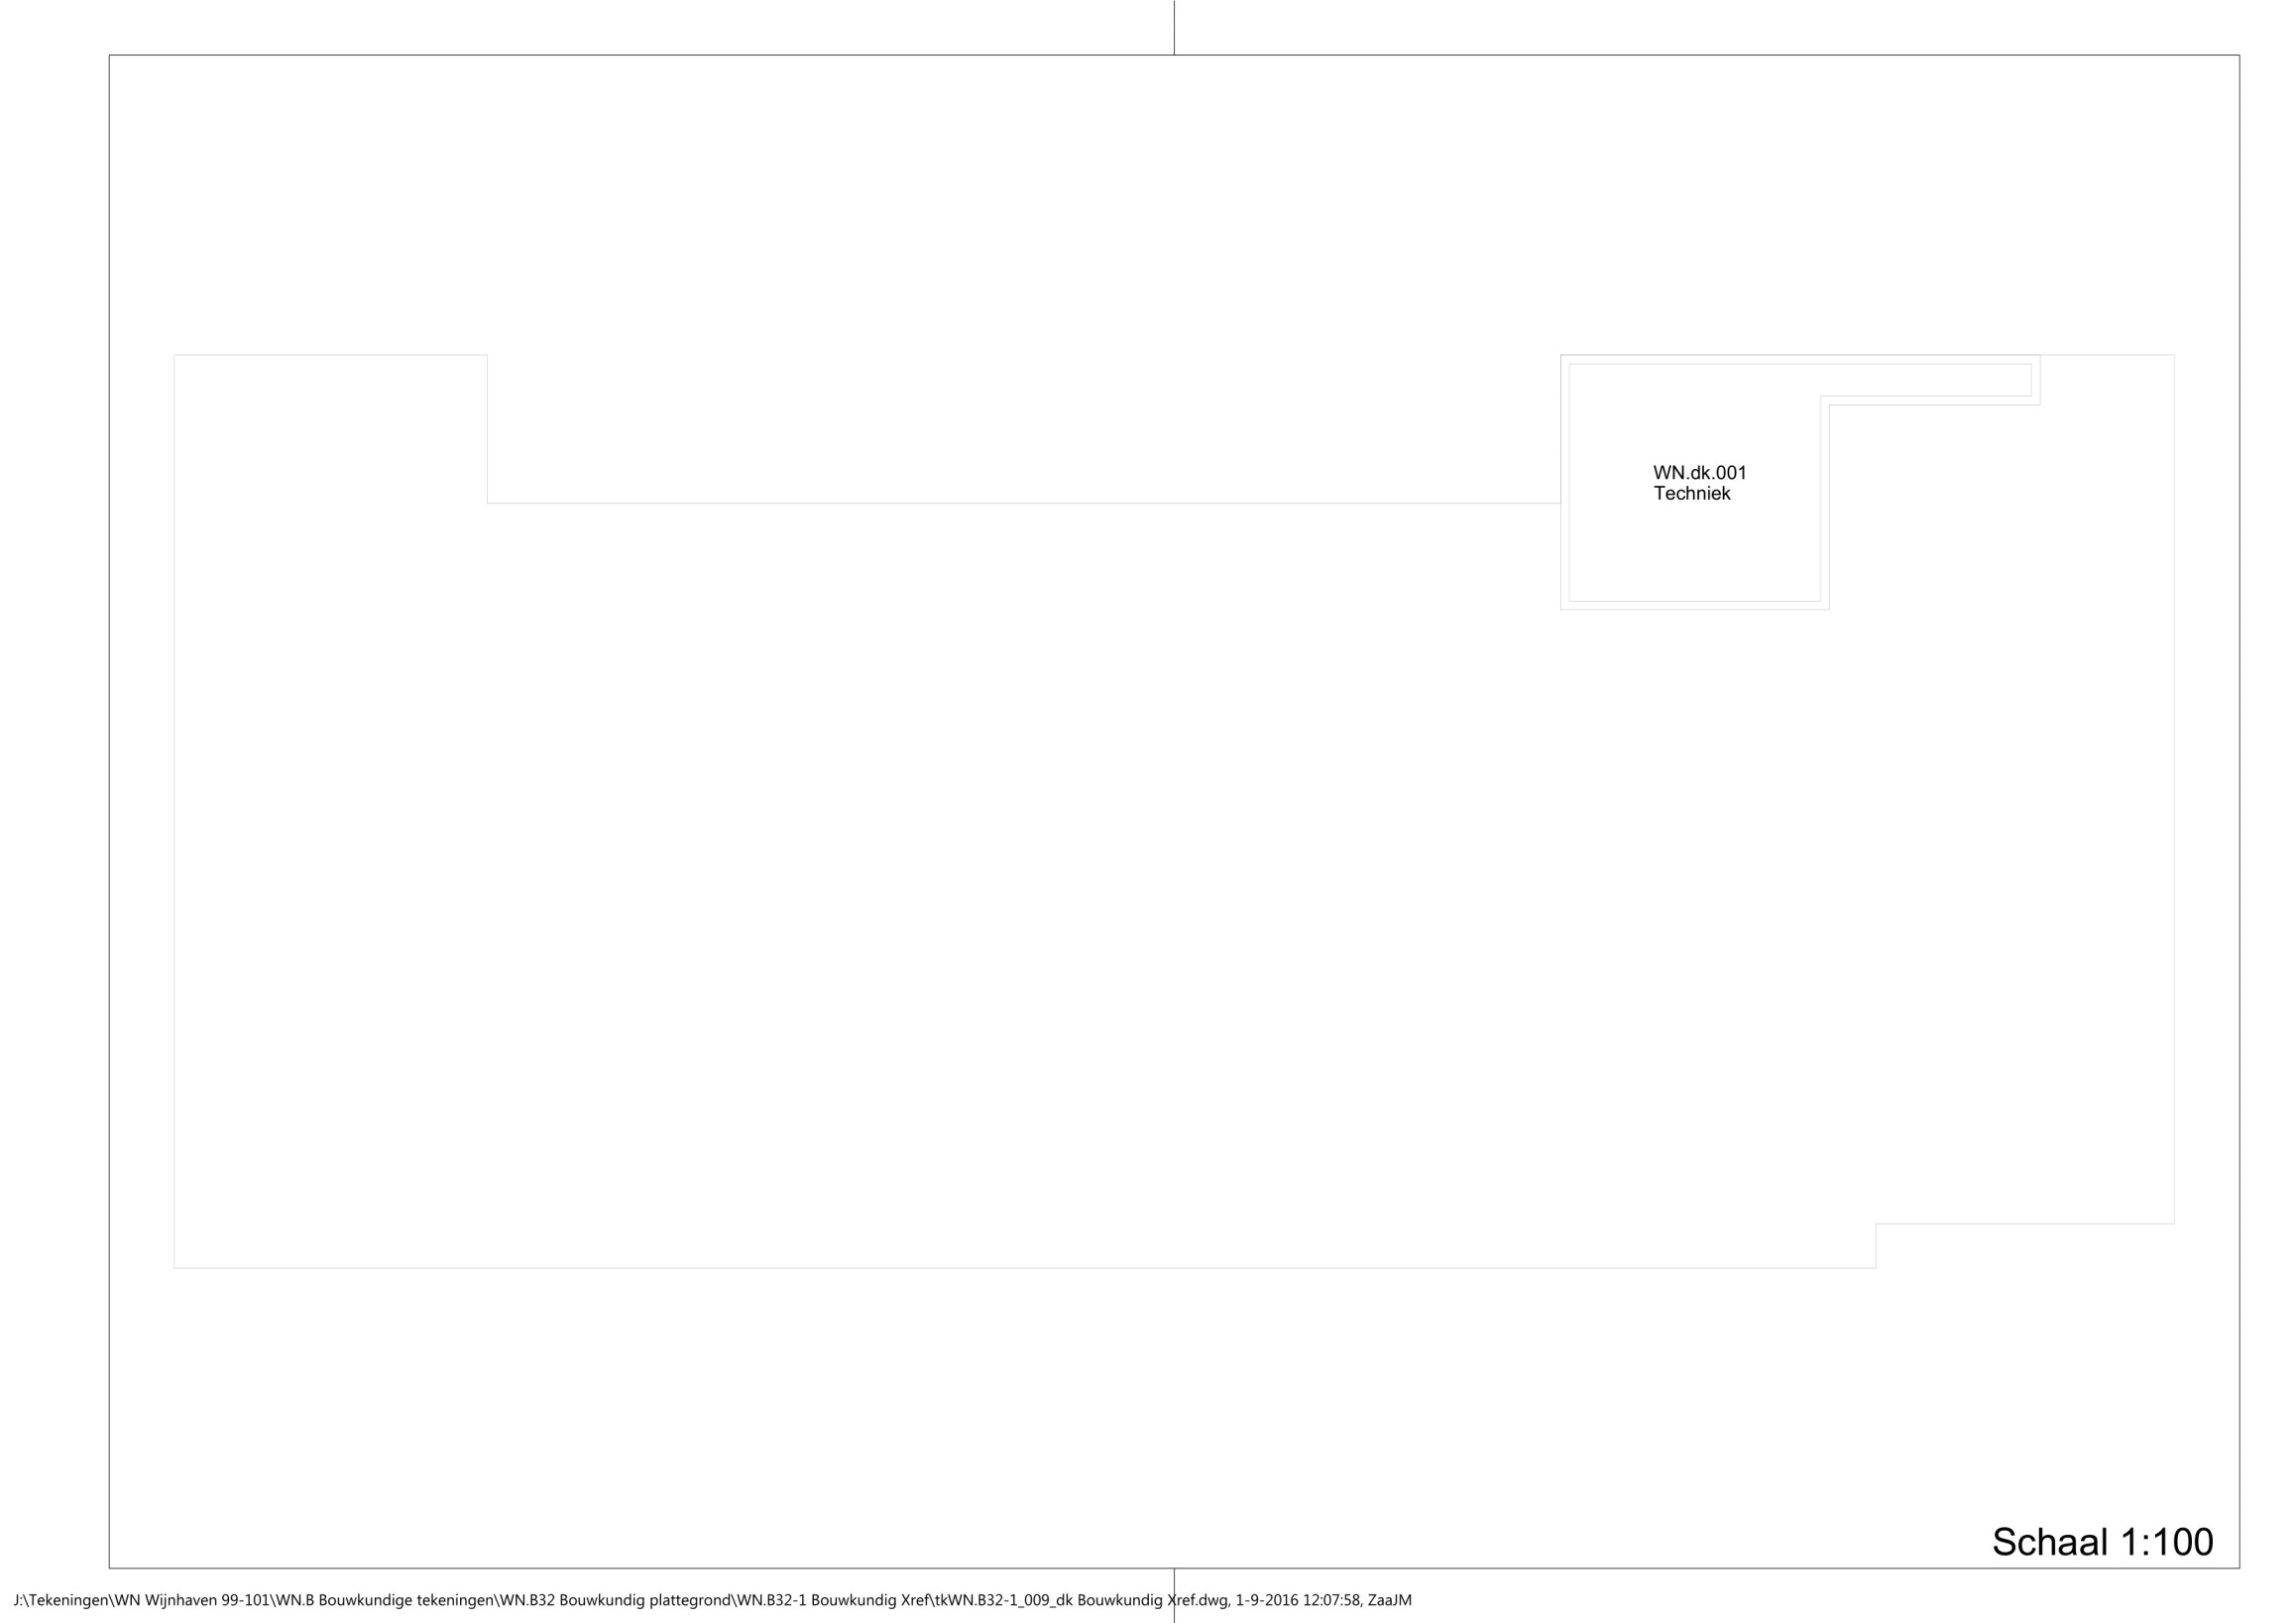 WN.dk.001
Techniek
Schaal 1:100
J:\Tekeningen\WN Wijnhaven 99-101\WN.B Bouwkundige tekeningen\WN.B32 Bouwkundig plattegrond\WN.B32-1 Bouwkundig Xref\tkWN.B32-1_009_dk Bouwkundig Xref.dwg, 1-9-2016 12:07:58, ZaaJM